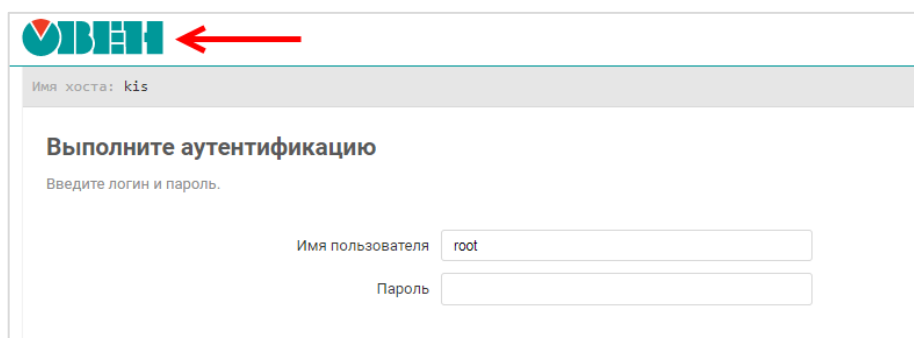 ОВЕН
Имя хоста: kis
Выполните аутентификацию
Введите логин и пароль.
Имя пользователя root
Пароль